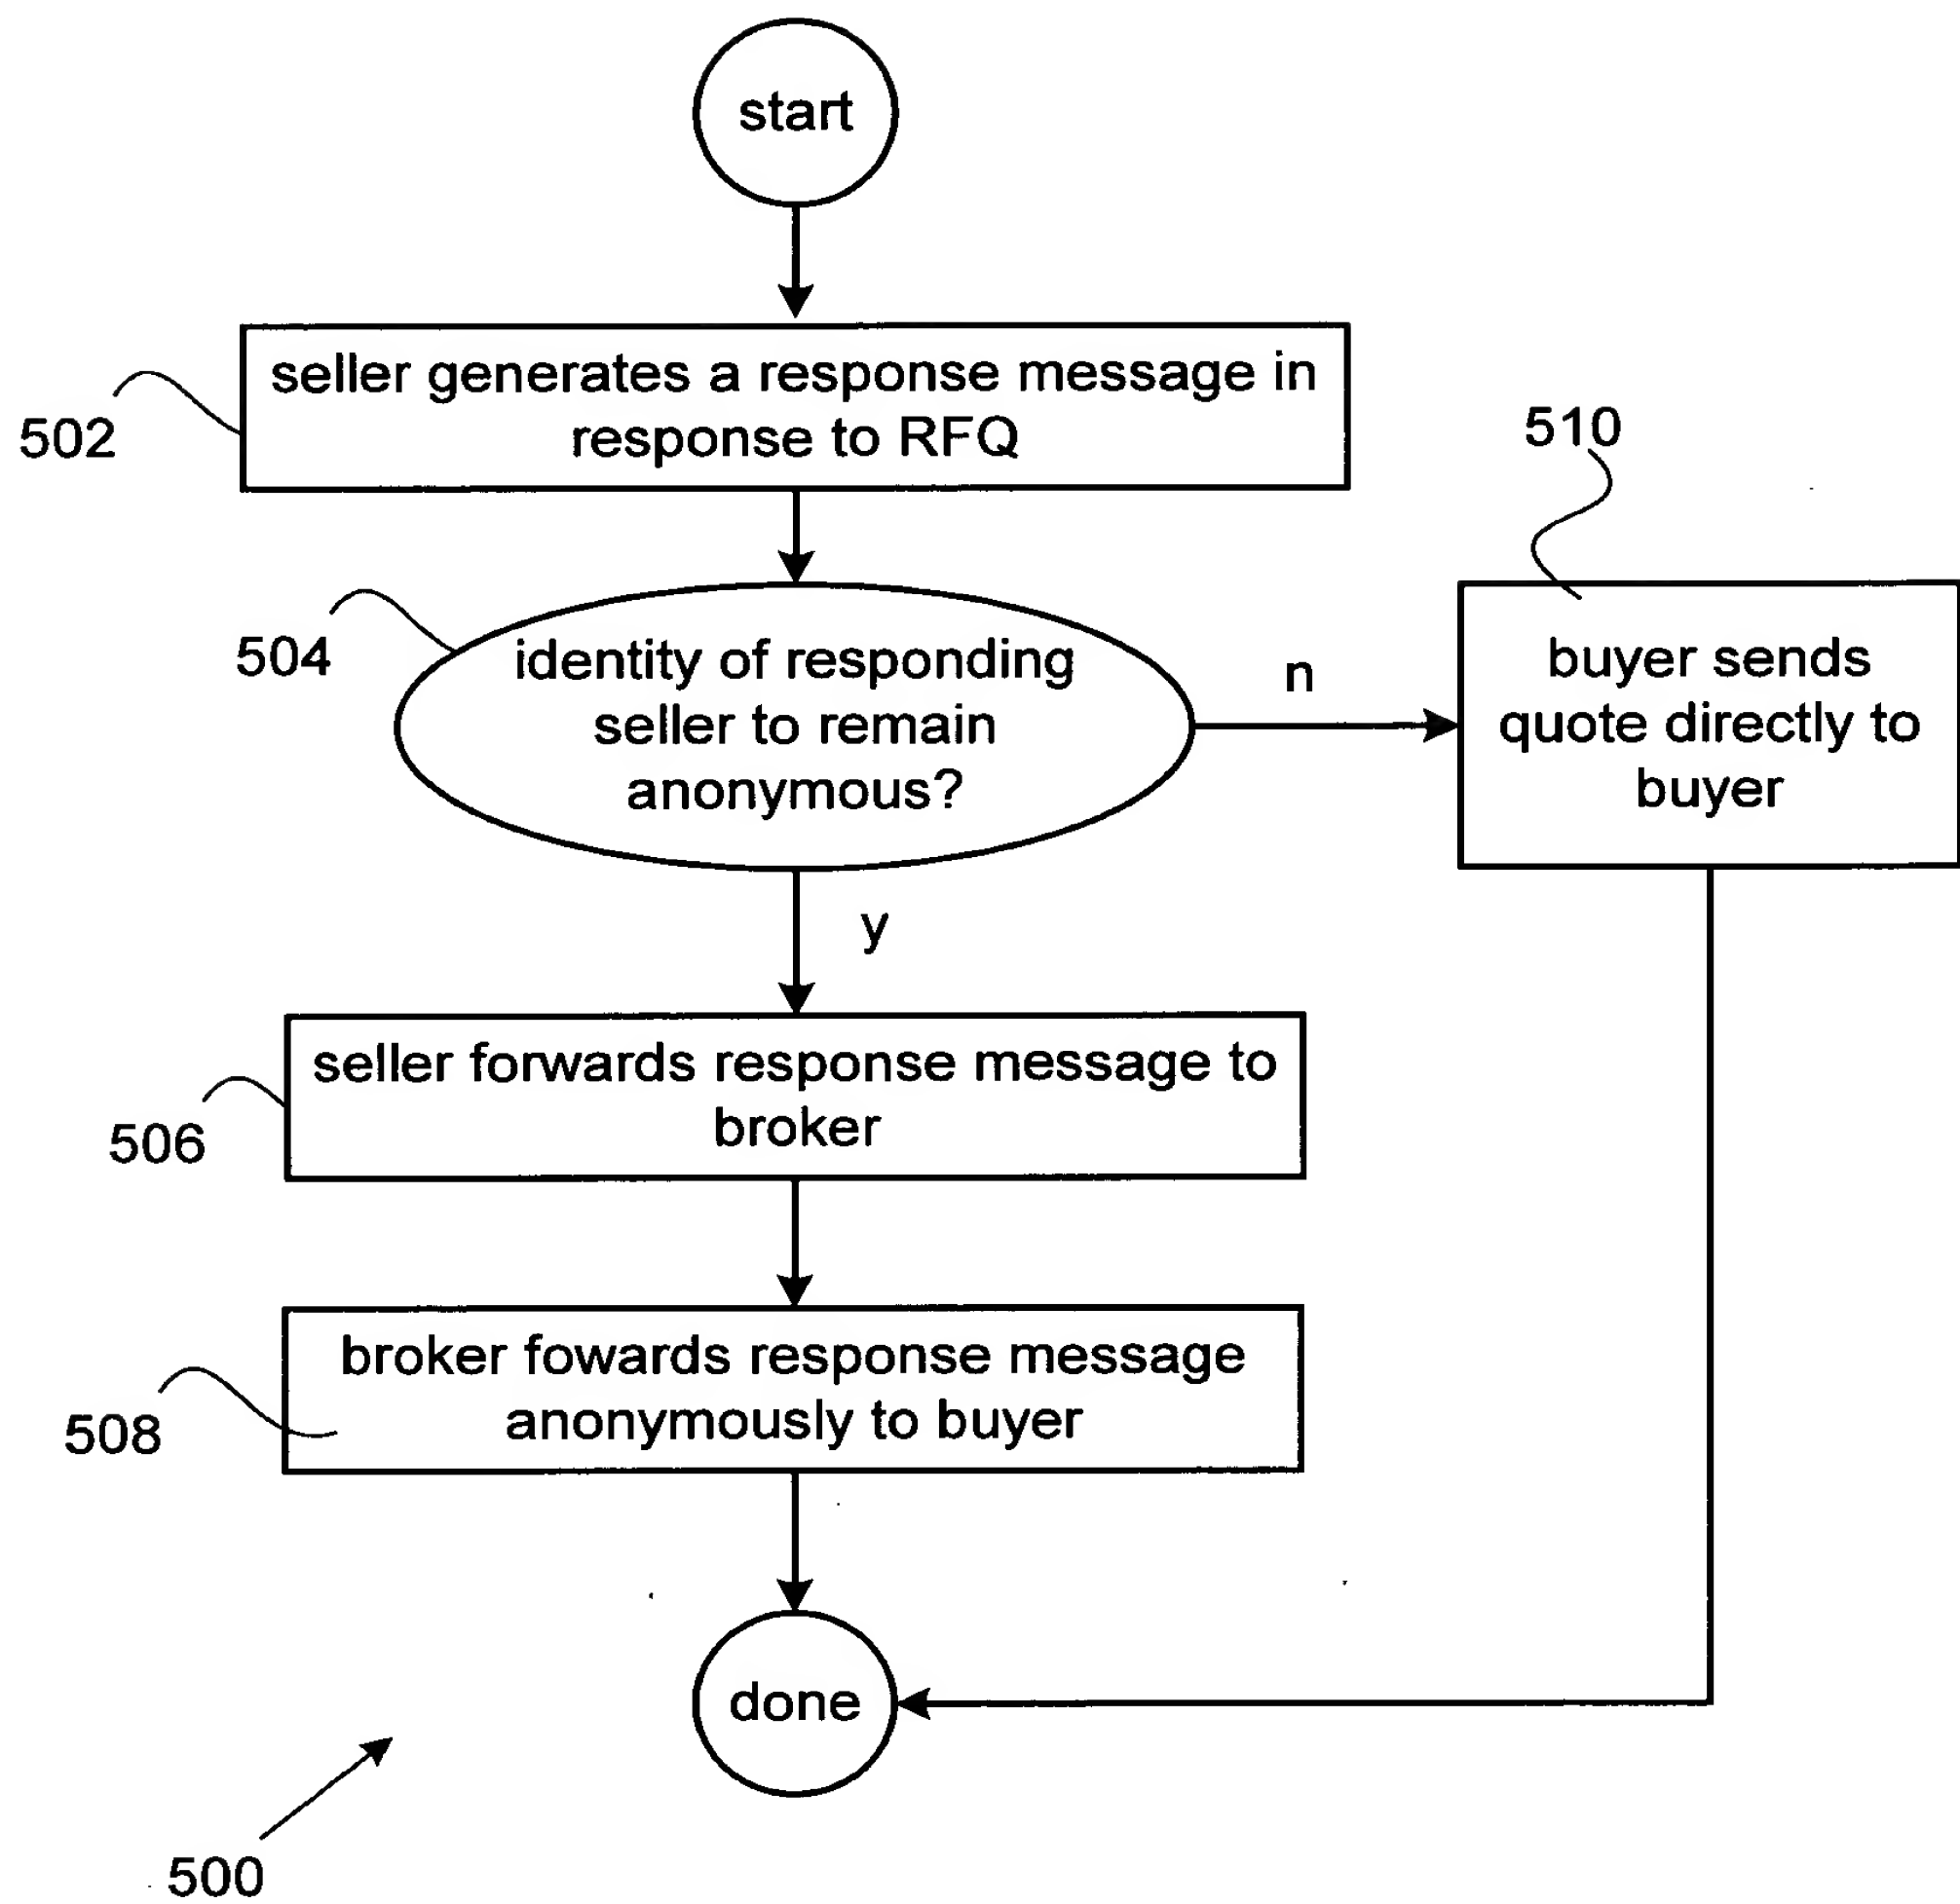 start
seller generates a response message in
response to RFQ
502
510
identity of responding
seller to remain
anonymous?
504
n
buyer sends
quote directly to
buyer
y
seller forwards response message to
broker
506
broker fowards response message
anonymously to buyer
508
done
500